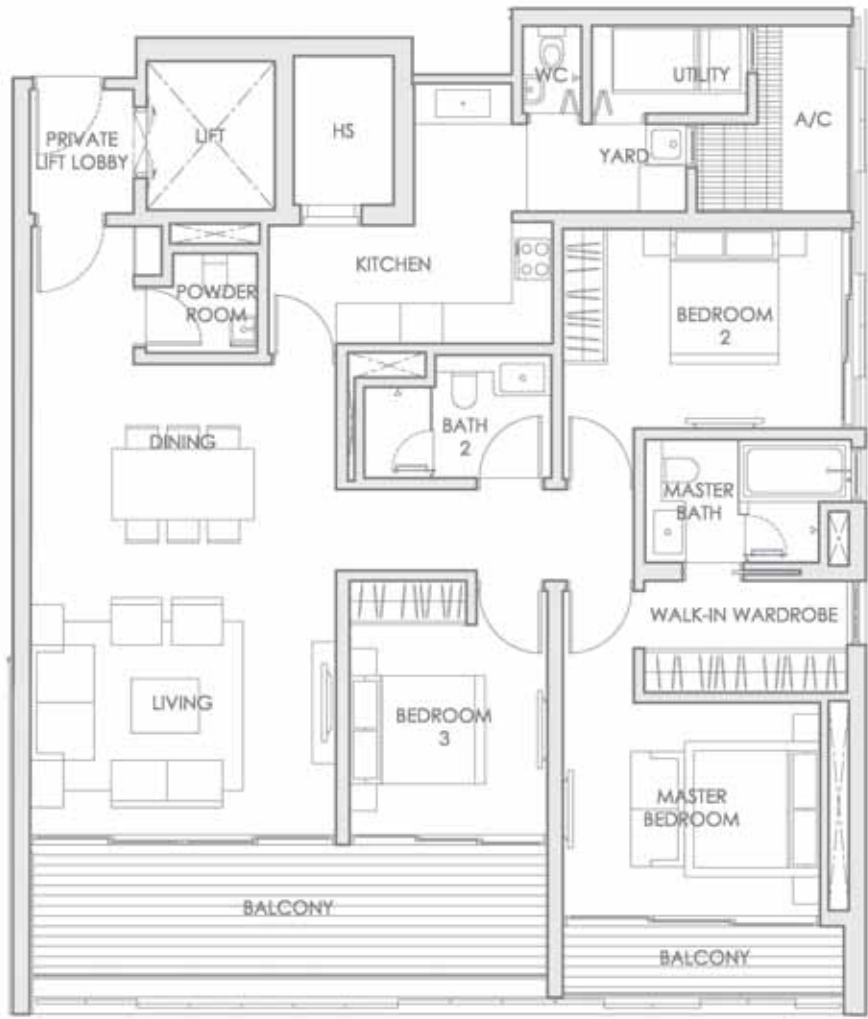 WC
UTILITY
A/C
PRIVATE
LIFT LOBBY
LIFT
HS
YARD
KITCHEN
POWDER
ROOM
BEDROOM
2
DINING
BATH
2
MASTER
BATH
WALK-IN WARDROBE
LIVING
BEDROOM
3
MASTER
BEDROOM
BALCONY
BALCONY